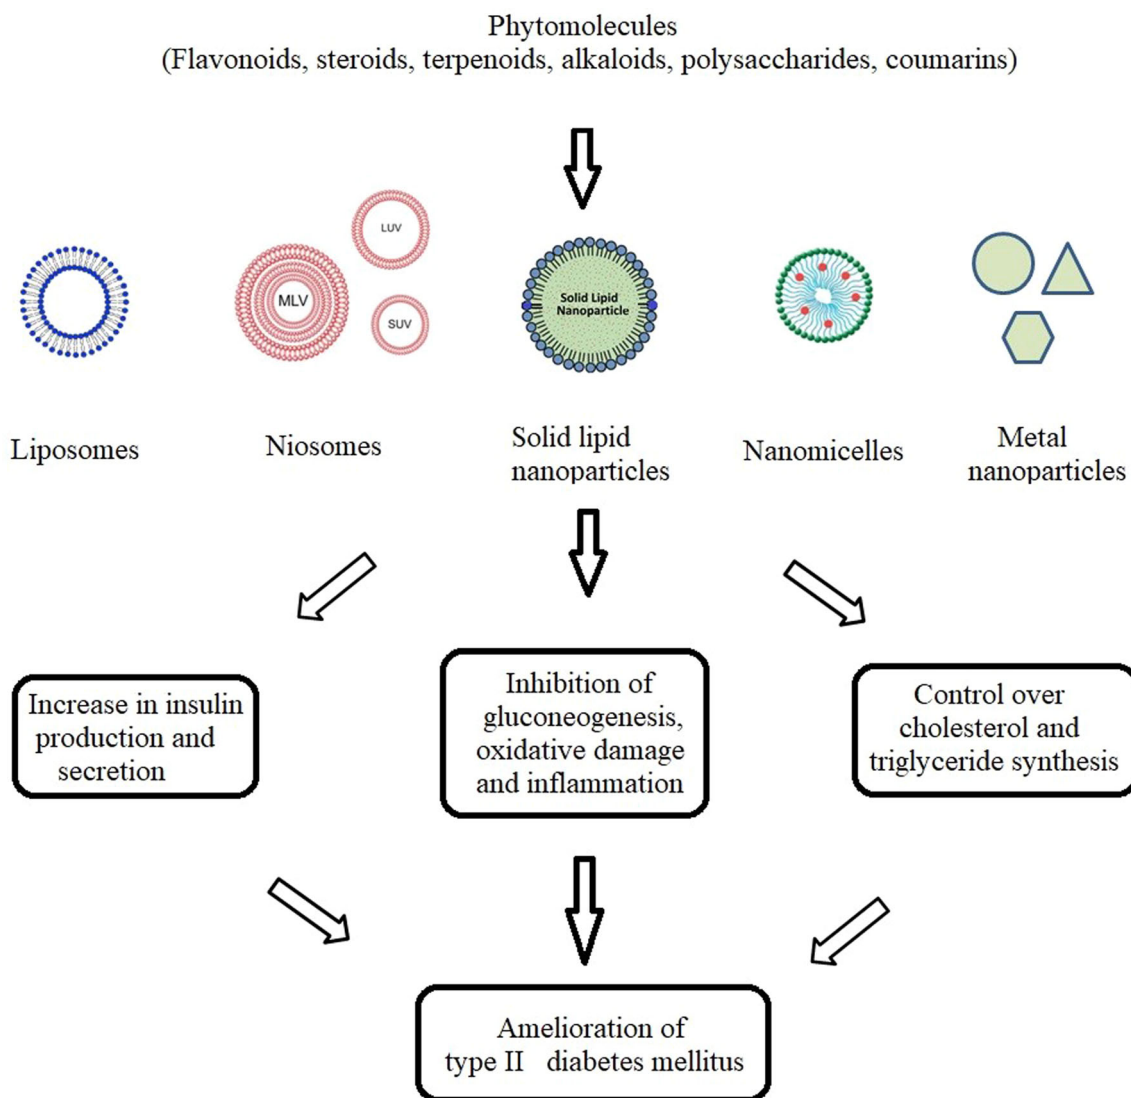 Phytomolecules
(Flavonoids, steroids, terpenoids, alkaloids, polysaccharides, coumarins)
LUV
MLV
SUV
Solid Lipid
Nanoparticle
Liposomes
Niosomes
Solid lipid
nanoparticles
Nanomicelles
Metal
nanoparticles
Increase in insulin
production and
secretion
Inhibition of
gluconeogenesis,
oxidative damage
and inflammation
Control over
cholesterol and
triglyceride synthesis
Amelioration of
type II diabetes mellitus